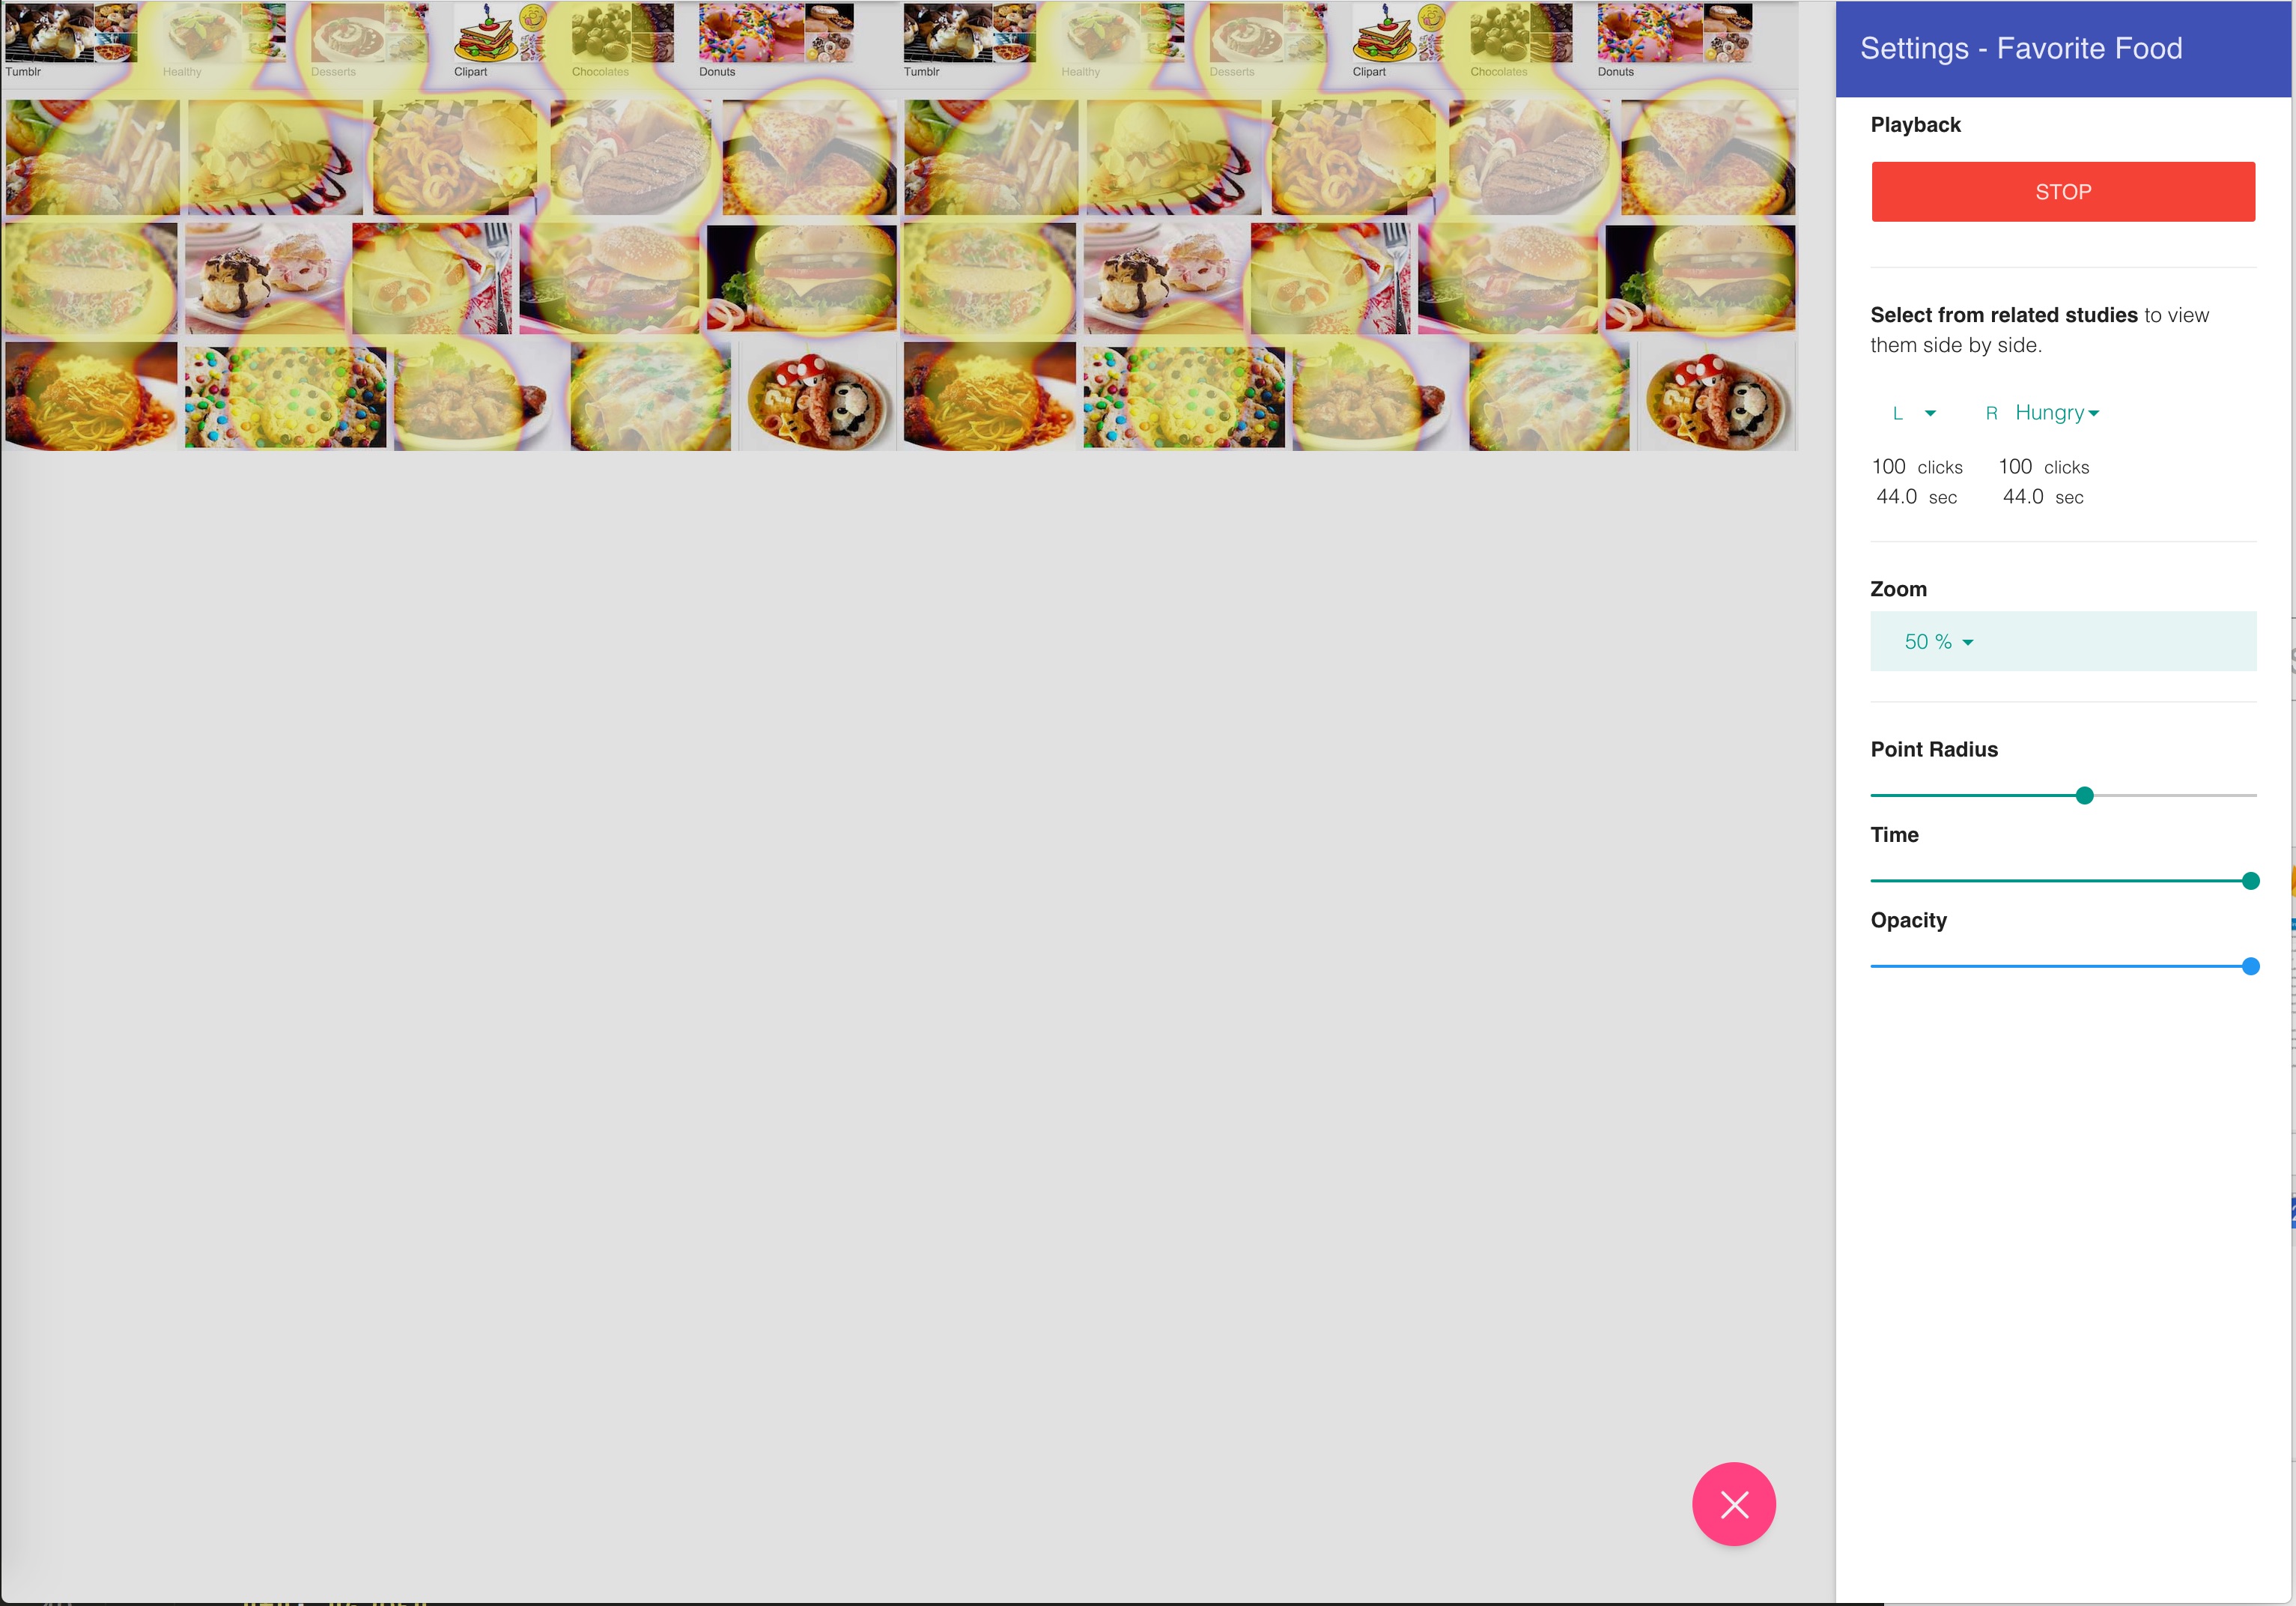 Tumblr Healthy Desserts Clipart Chocolates Donuts Tumblr Healthy Desserts Clipart Chocolates Donuts
Settings - Favorite Food
Playback
STOP
Select from related studies to view
them side by side.
L R Hungry
100 clicks 100 clicks
44.0 sec 44.0 sec
Zoom
50 %
Point Radius
Time
Opacity